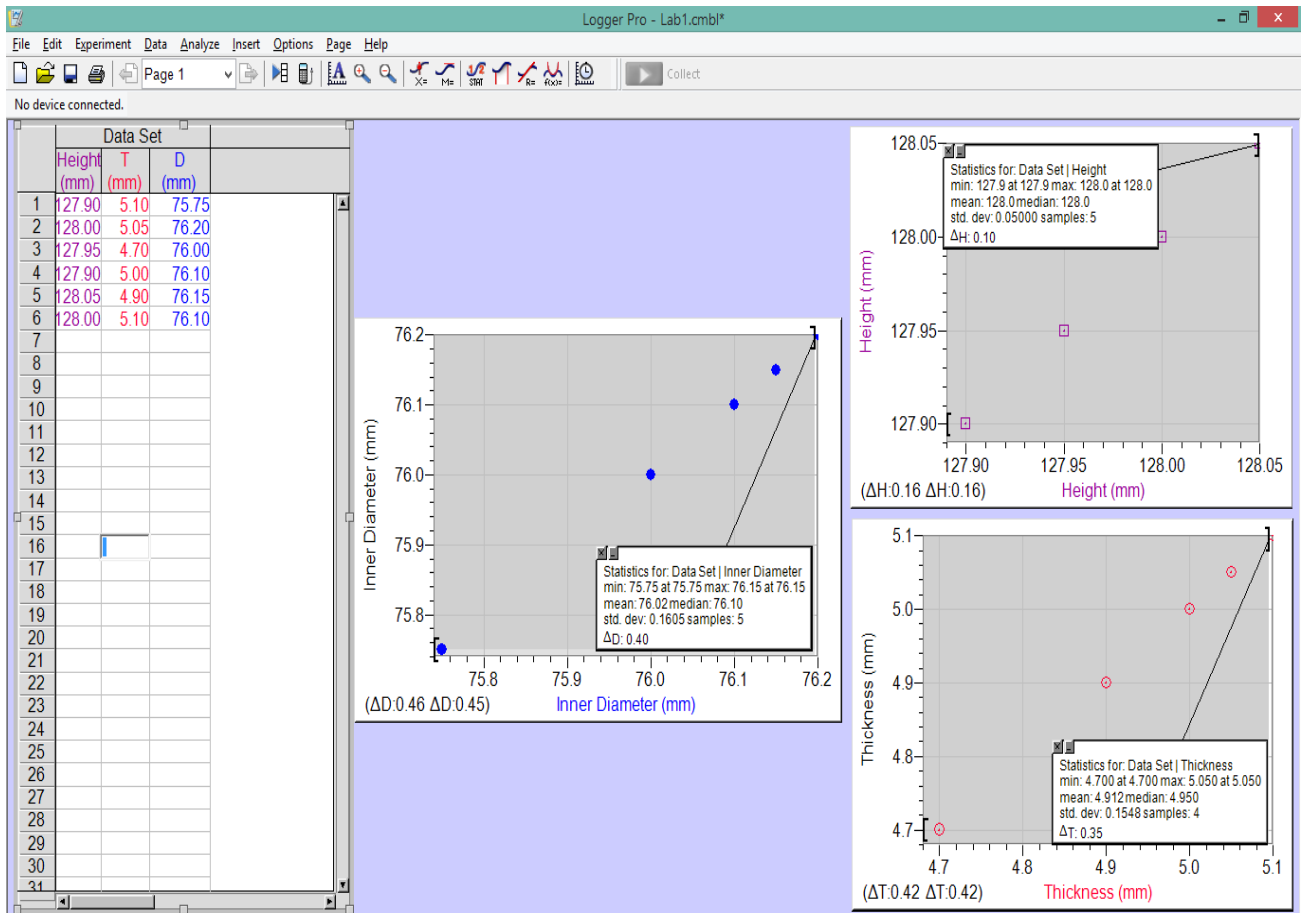 Logger Pro - Lab1.cmbl*
File Edit Experiment Data Analyze Insert Options Page Help
Page 1
X= M= STAT R= f(x)= Collect
No device connected.
Data Set
Height T D
(mm) (mm) (mm)
1 127.90 5.10 75.75
2 128.00 5.05 76.20
3 127.95 4.70 76.00
4 127.90 5.00 76.10
5 128.05 4.90 76.15
6 128.00 5.10 76.10
7
8
9
10
11
12
13
14
15
16
17
18
19
20
21
22
23
24
25
26
27
28
29
30
31
76.2
76.1
76.0
75.9
75.8
Inner Diameter (mm)
Statistics for: Data Set | Inner Diameter
min: 75.75 at 75.75 max: 76.15 at 76.15
mean: 76.02 median: 76.10
std. dev: 0.1605 samples: 5
ΔD: 0.40
75.8 75.9 76.0 76.1 76.2
(ΔD:0.46 ΔD:0.45) Inner Diameter (mm)
128.05
128.00
127.95
127.90
Height (mm)
Statistics for: Data Set | Height
min: 127.9 at 127.9 max: 128.0 at 128.0
mean: 128.0 median: 128.0
std. dev: 0.05000 samples: 5
ΔH: 0.10
127.90 127.95 128.00 128.05
(ΔH:0.16 ΔH:0.16) Height (mm)
5.1
5.0
4.9
4.8
4.7
Thickness (mm)
Statistics for: Data Set | Thickness
min: 4.700 at 4.700 max: 5.050 at 5.050
mean: 4.912 median: 4.950
std. dev: 0.1548 samples: 4
ΔT: 0.35
4.7 4.8 4.9 5.0 5.1
(ΔT:0.42 ΔT:0.42) Thickness (mm)